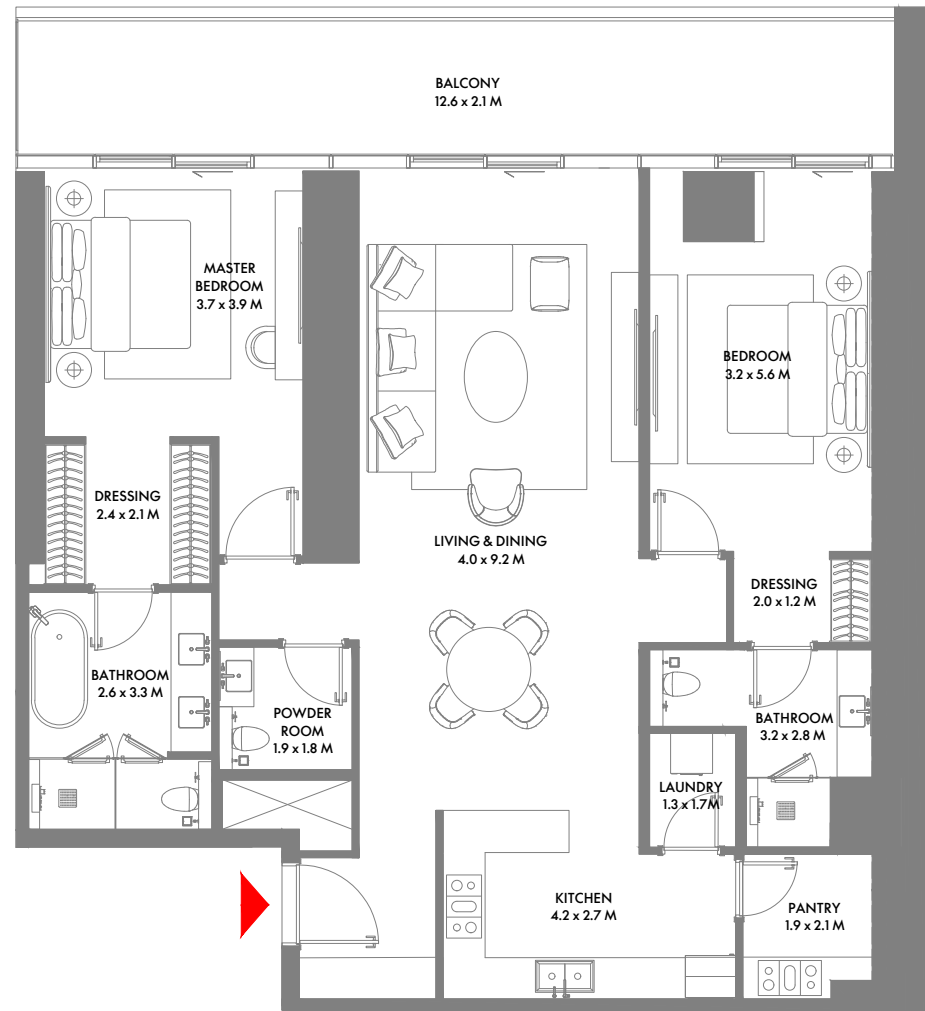 BALCONY
12.6 x 2.1 M
MASTER
BEDROOM
3.7 x 3.9 M
BEDROOM
3.2 x 5.6 M
DRESSING
2.4 x 2.1 M
LIVING & DINING
4.0 x 9.2 M
DRESSING
2.0 x 1.2 M
BATHROOM
2.6 x 3.3 M
POWDER
ROOM
1.9 x 1.8 M
BATHROOM
3.2 x 2.8 M
LAUNDRY
1.3 x 1.7M
KITCHEN
4.2 x 2.7 M
PANTRY
1.9 x 2.1 M